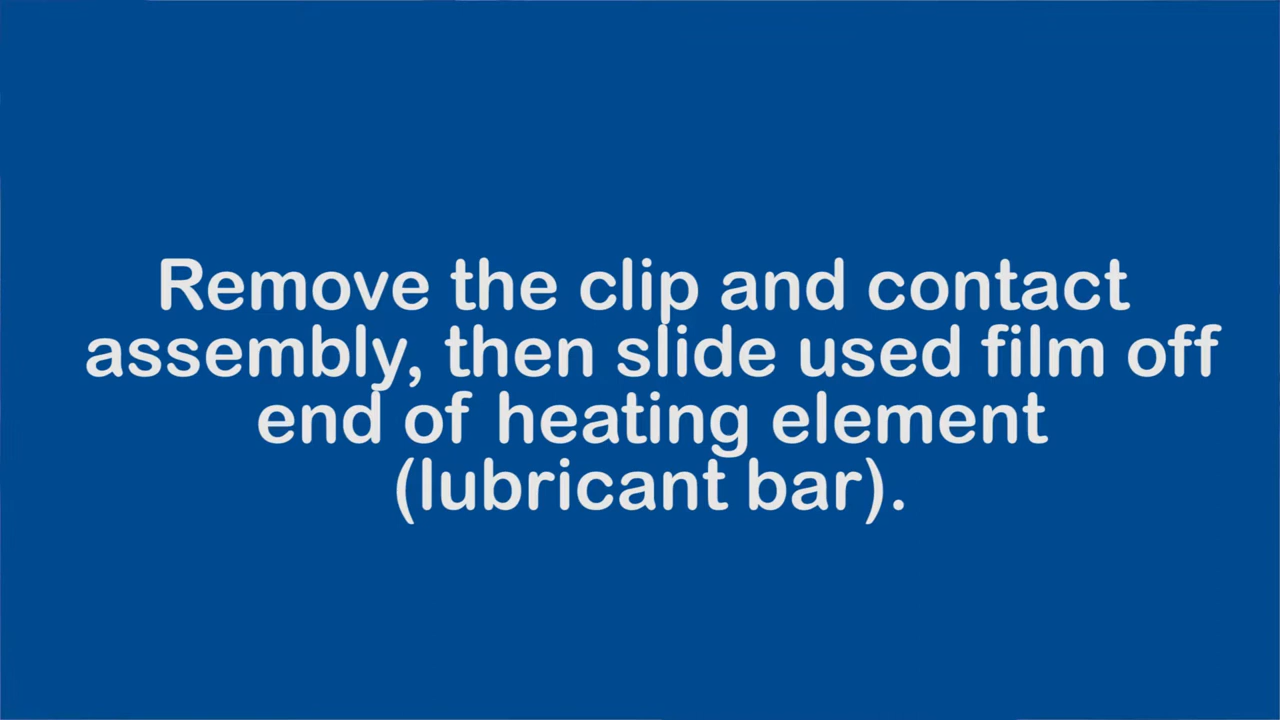 Remove the clip and contact
assembly, then slide used film off
end of heating element
(lubricant bar).